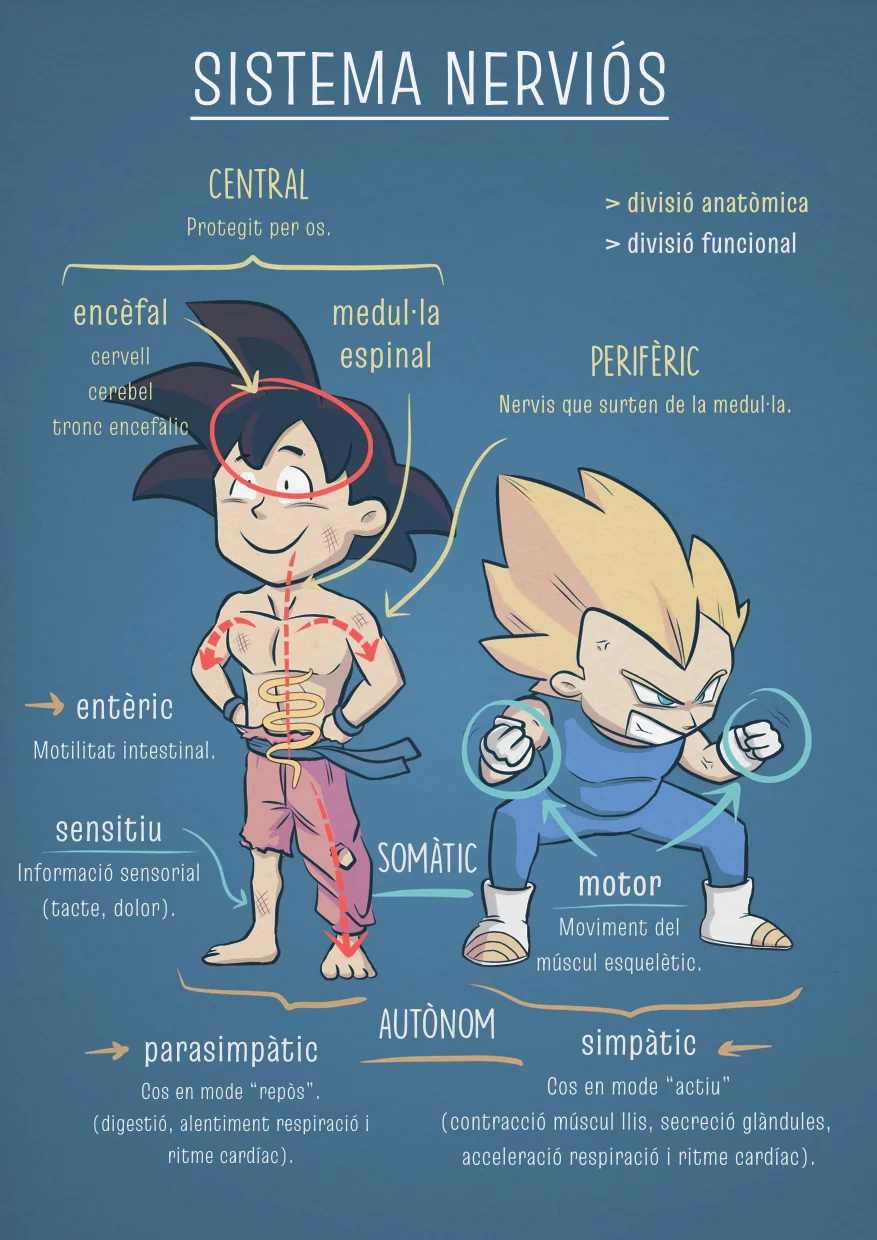 SISTEMA NERVIÓS
CENTRAL
Protegit per os.
> divisió anatòmica
> divisió funcional
encèfal
cervell
cerebel
tronc encefàlic
medul·la
espinal
PERIFÈRIC
Nervis que surten de la medul·la.
entèric
Motilitat intestinal.
sensitiu
Informació sensorial
(tacte, dolor).
SOMÀTIC
motor
Moviment del
múscul esquelètic.
AUTÒNOM
parasimpàtic
Cos en mode “repòs”.
(digestió, alentiment respiració i
ritme cardíac).
simpàtic
Cos en mode “actiu”
(contracció múscul llis, secreció glàndules,
acceleració respiració i ritme cardíac).